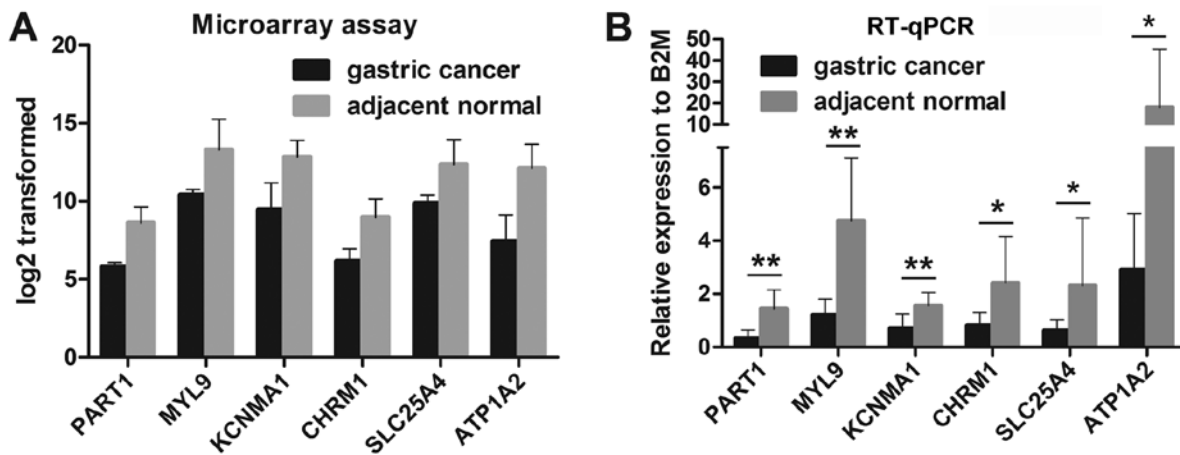 A
Microarray assay
log2 transformed
20
15
10
5
0
gastric cancer
adjacent normal
PART1
MYL9
KCNMA1
CHRM1
SLC25A4
ATP1A2
B
RT-qPCR
Relative expression to B2M
50
40
30
20
10
6
4
2
0
gastric cancer
adjacent normal
**
**
**
*
*
*
PART1
MYL9
KCNMA1
CHRM1
SLC25A4
ATP1A2